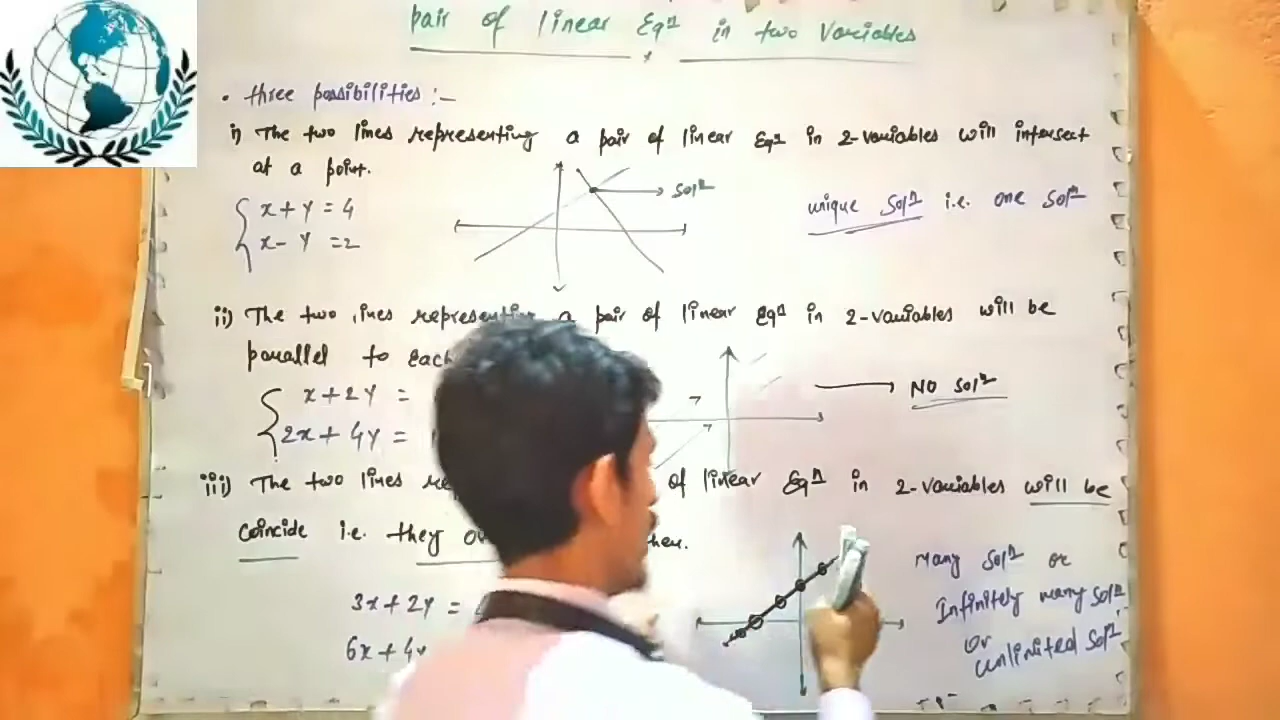 Pair of linear Eqn in two Variables
• three possibilities :-
i) The two lines representing a pair of linear Eqn in 2-variables will intersect
at a point.
Soln
x + y = 4
x - y = 2
unique Soln i.e. one Soln
ii) The two lines representing a pair of linear Eqn in 2-variables will be
parallel to Each
x + 2y =
2x + 4y =
NO Soln
iii) The two lines of linear Eqn in 2-variables will be
Coincide i.e. they
3x + 2y =
6x + 4y
Many Soln or
Infinitely many Soln
or
unlimited Soln